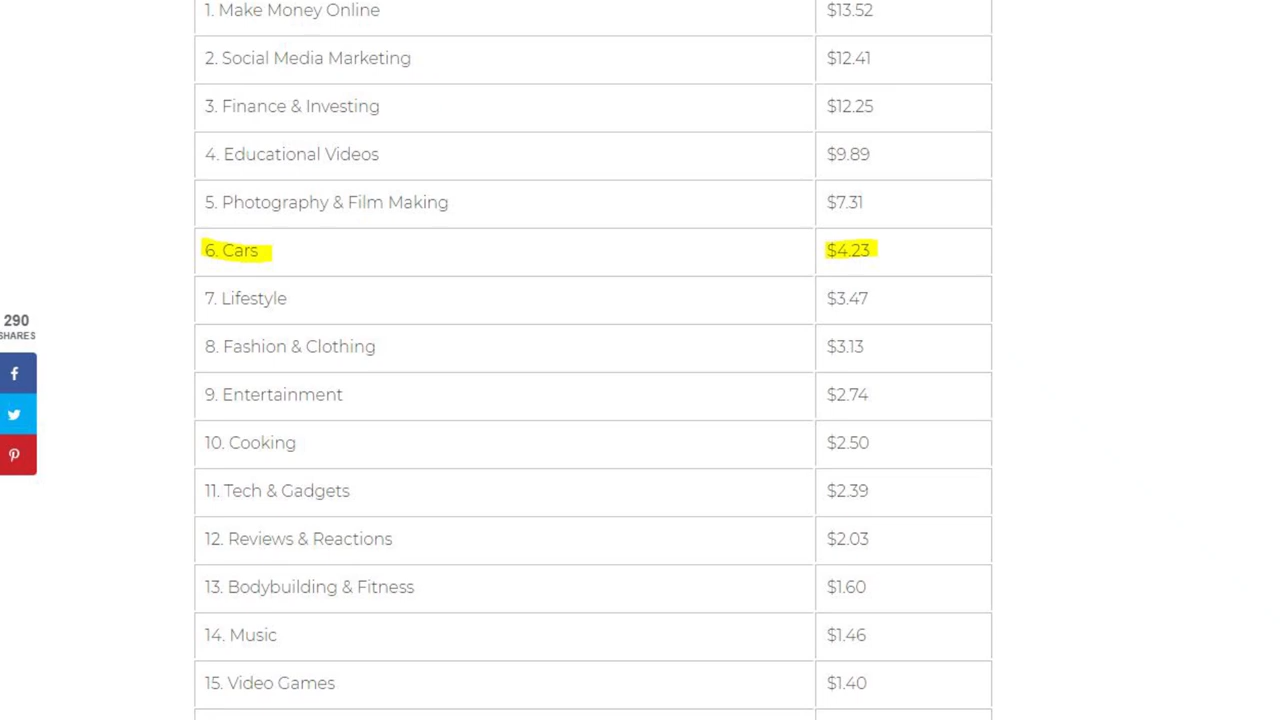 1. Make Money Online $13.52
2. Social Media Marketing $12.41
3. Finance & Investing $12.25
4. Educational Videos $9.89
5. Photography & Film Making $7.31
6. Cars $4.23
7. Lifestyle $3.47
290
SHARES
8. Fashion & Clothing $3.13
9. Entertainment $2.74
10. Cooking $2.50
11. Tech & Gadgets $2.39
12. Reviews & Reactions $2.03
13. Bodybuilding & Fitness $1.60
14. Music $1.46
15. Video Games $1.40